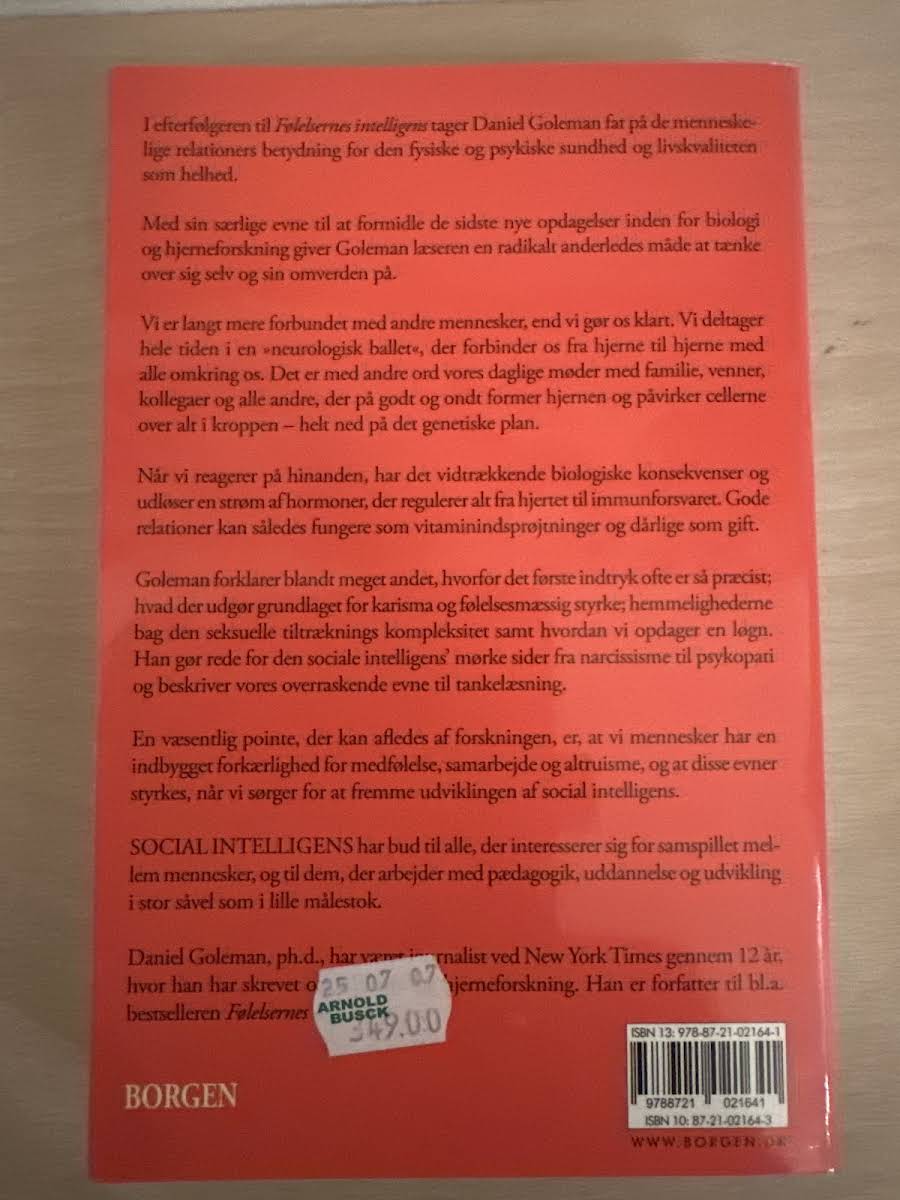 I efterfølgeren til Følelsernes intelligens tager Daniel Goleman fat på de menneske-
lige relationers betydning for den fysiske og psykiske sundhed og livskvaliteten
som helhed.
Med sin særlige evne til at formidle de sidste nye opdagelser inden for biologi
og hjerneforskning giver Goleman læseren en radikalt anderledes måde at tænke
over sig selv og sin omverden på.
Vi er langt mere forbundet med andre mennesker, end vi gør os klart. Vi deltager
hele tiden i en »neurologisk ballet«, der forbinder os fra hjerne til hjerne med
alle omkring os. Det er med andre ord vores daglige møder med familie, venner,
kollegaer og alle andre, der på godt og ondt former hjernen og påvirker cellerne
over alt i kroppen – helt ned på det genetiske plan.
Når vi reagerer på hinanden, har det vidtrækkende biologiske konsekvenser og
udløser en strøm af hormoner, der regulerer alt fra hjertet til immunforsvaret. Gode
relationer kan således fungere som vitaminindsprøjtninger og dårlige som gift.
Goleman forklarer blandt meget andet, hvorfor det første indtryk ofte er så præcist;
hvad der udgør grundlaget for karisma og følelsesmæssig styrke; hemmelighederne
bag den seksuelle tiltræknings kompleksitet samt hvordan vi opdager en løgn.
Han gør rede for den sociale intelligens’ mørke sider fra narcissisme til psykopati
og beskriver vores overraskende evne til tankelæsning.
En væsentlig pointe, der kan afledes af forskningen, er, at vi mennesker har en
indbygget forkærlighed for medfølelse, samarbejde og altruisme, og at disse evner
styrkes, når vi sørger for at fremme udviklingen af social intelligens.
SOCIAL INTELLIGENS har bud til alle, der interesserer sig for samspillet mel-
lem mennesker, og til dem, der arbejder med pædagogik, uddannelse og udvikling
i stor såvel som i lille målestok.
Daniel Goleman, ph.d., har været journalist ved New York Times gennem 12 år,
hvor han har skrevet hjerneforskning. Han er forfatter til bl.a.
bestselleren Følelsernes
25 07 07
ARNOLD
BUSCK
349.00
BORGEN
ISBN 13: 978-87-21-02164-1
9788721 021641
ISBN 10: 87-21-02164-3
WWW.BORGEN.DK